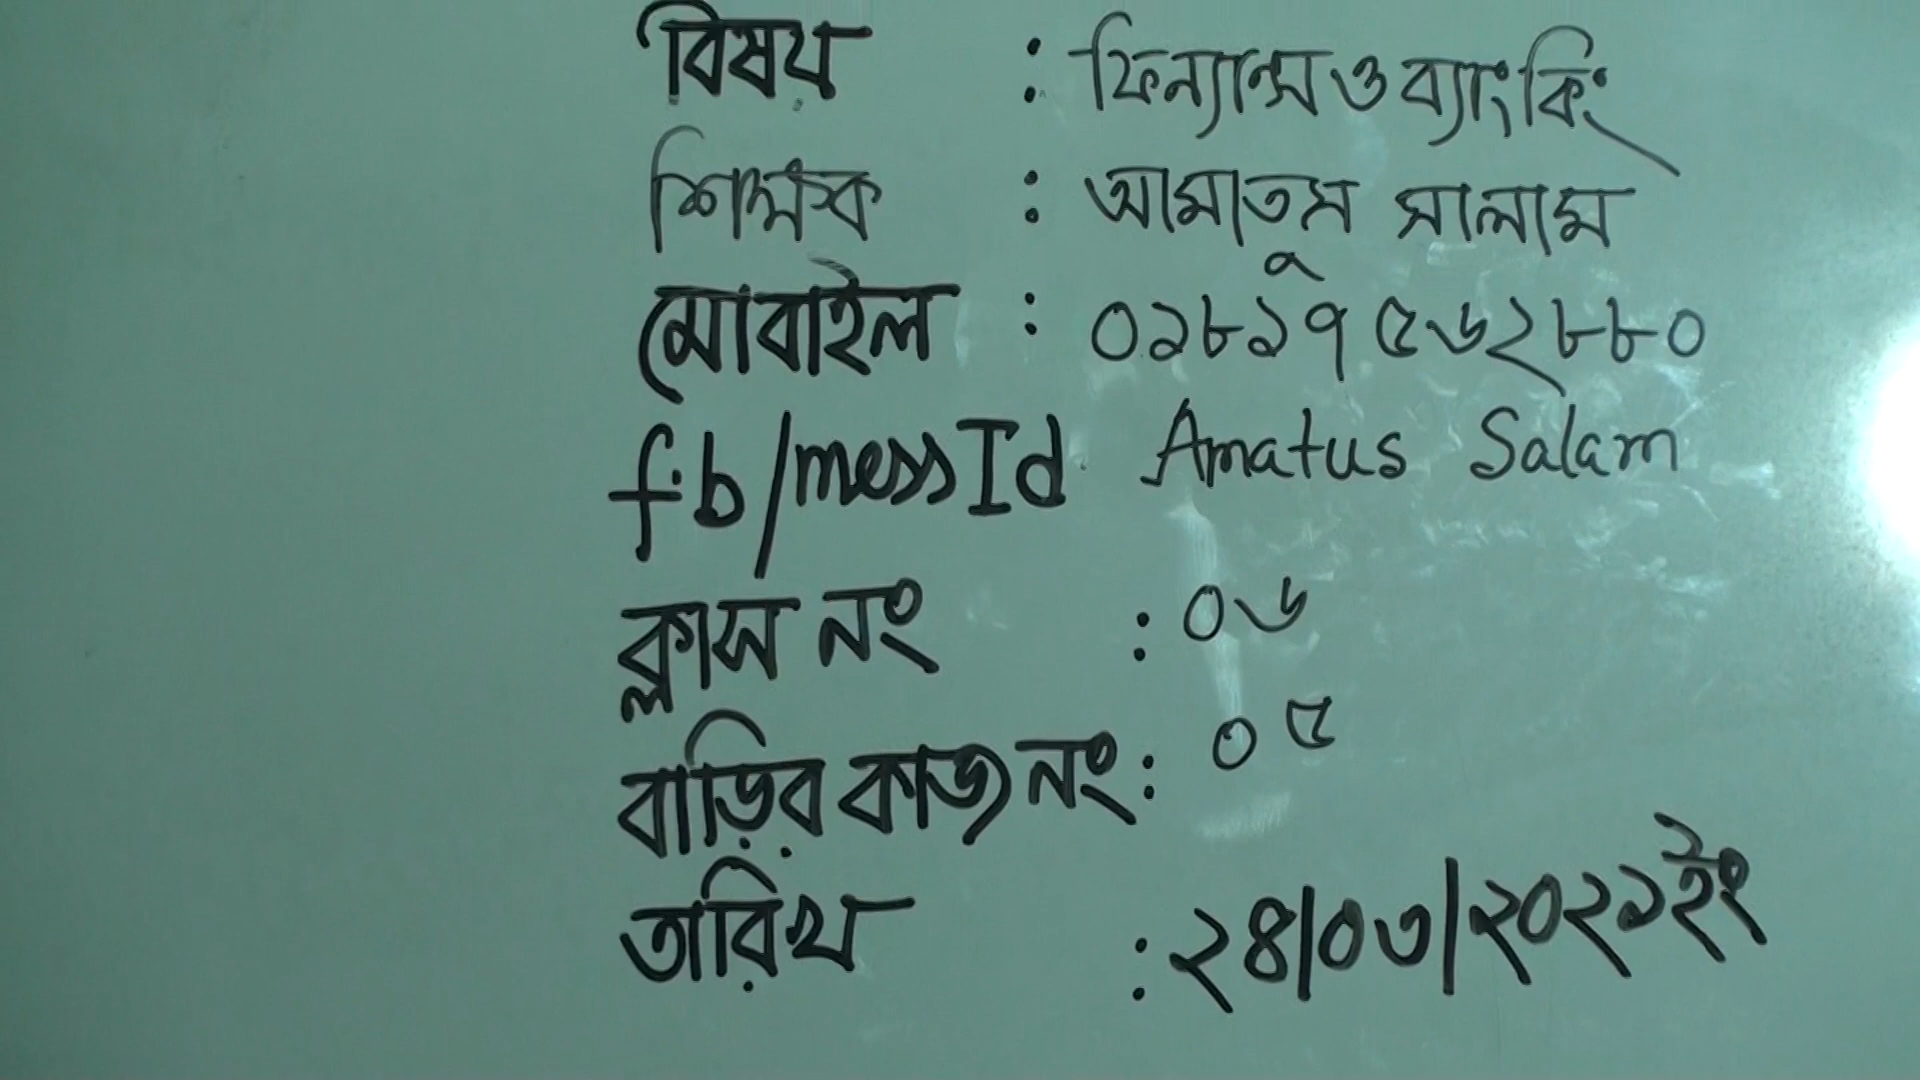 বিষয় : ফিন্যান্স ও ব্যাংকিং
শিক্ষক : আমাতুস সালাম
মোবাইল : ০১৮১৭৫৬২৮৮০
f.b/mess Id Amatus Salam
ক্লাস নং : ০৬
বাড়ির কাজ নং : ০৫
তারিখ : ২৪/০৩/২০২১ইং